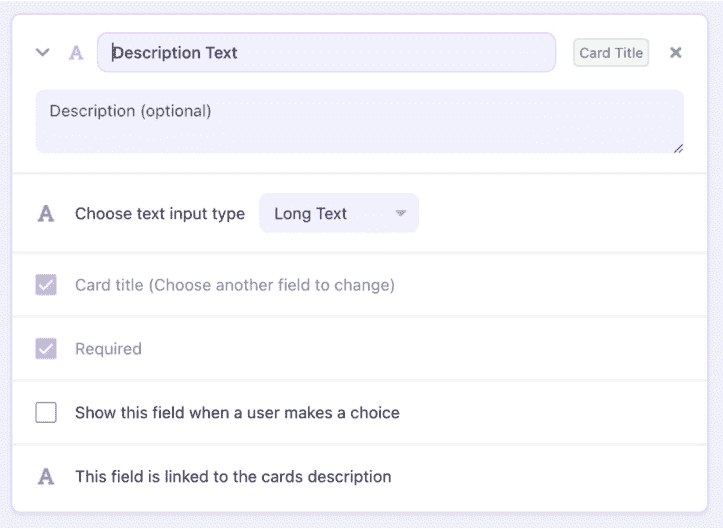 A Description Text Card Title
Description (optional)
A Choose text input type Long Text
Card title (Choose another field to change)
Required
Show this field when a user makes a choice
A This field is linked to the cards description